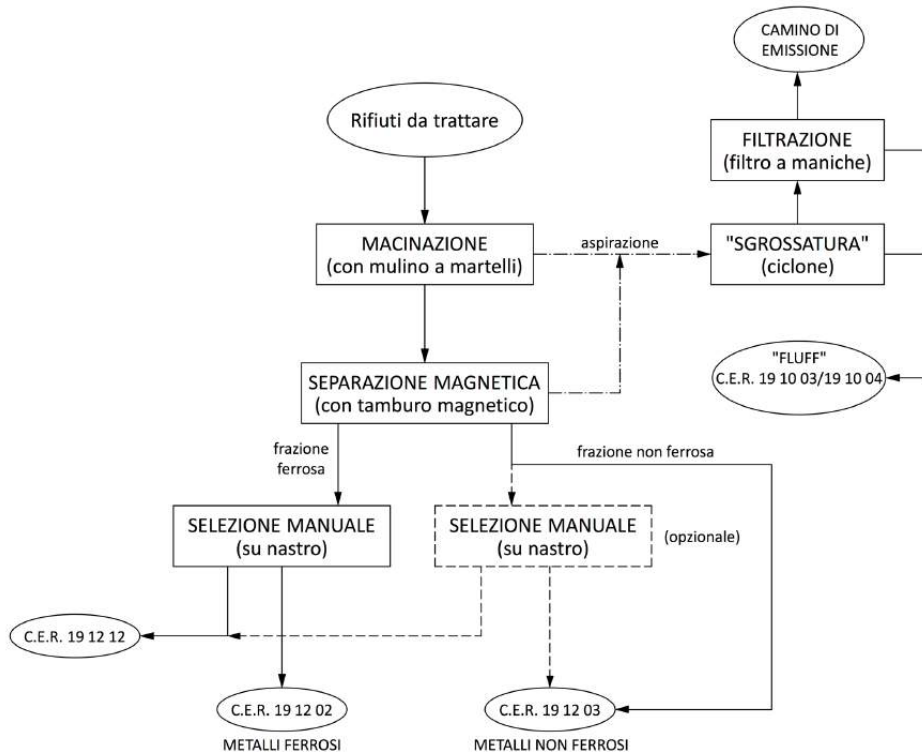 CAMINO DI
EMISSIONE
Rifiuti da trattare
FILTRAZIONE
(filtro a maniche)
MACINAZIONE
(con mulino a martelli)
aspirazione
"SGROSSATURA"
(ciclone)
"FLUFF"
C.E.R. 19 10 03/19 10 04
SEPARAZIONE MAGNETICA
(con tamburo magnetico)
frazione
ferrosa
frazione non ferrosa
SELEZIONE MANUALE
(su nastro)
SELEZIONE MANUALE
(su nastro)
(opzionale)
C.E.R. 19 12 12
C.E.R. 19 12 02
METALLI FERROSI
C.E.R. 19 12 03
METALLI NON FERROSI